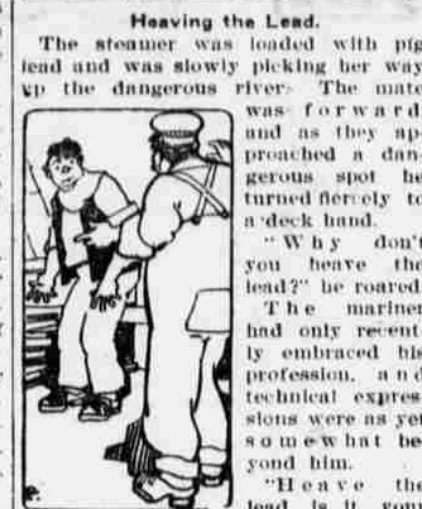 Heaving the Lead.
The steamer was loaded with pig
lead and was slowly picking her way
up the dangerous river. The mate
was forward
and as they ap-
proached a dan-
gerous spot he
turned fiercely to
a deck hand.
"Why don't
you heave the
lead?" he roared.
The mariner
had only recent-
ly embraced his
profession, and
technical expres-
sions were as yet
somewhat be-
yond him.
"Heave the
lead, is it,